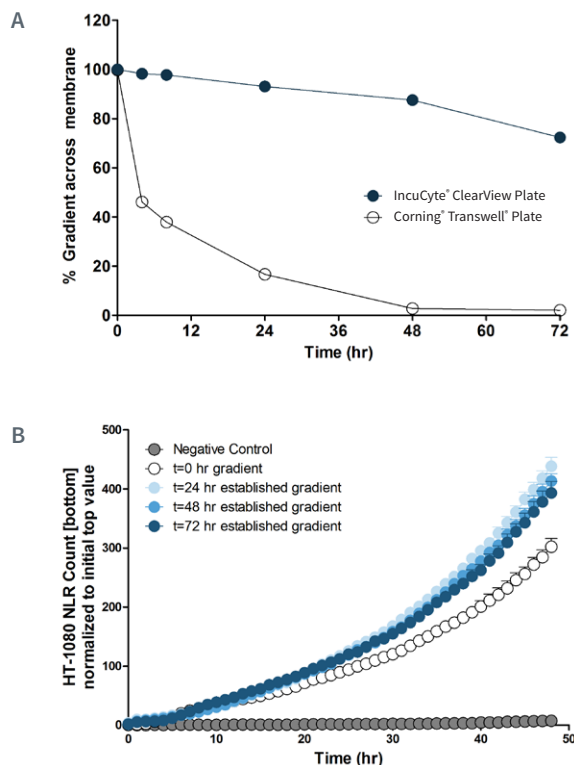 A
% Gradient across membrane
120
100
80
60
40
20
0
IncuCyte® ClearView Plate
Corning® Transwell® Plate
0 12 24 36 48 60 72
Time (hr)
B
HT-1080 NLR Count [bottom]
normalized to initial top value
500
400
300
200
100
0
Negative Control
t=0 hr gradient
t=24 hr established gradient
t=48 hr established gradient
t=72 hr established gradient
0 10 20 30 40 50
Time (hr)